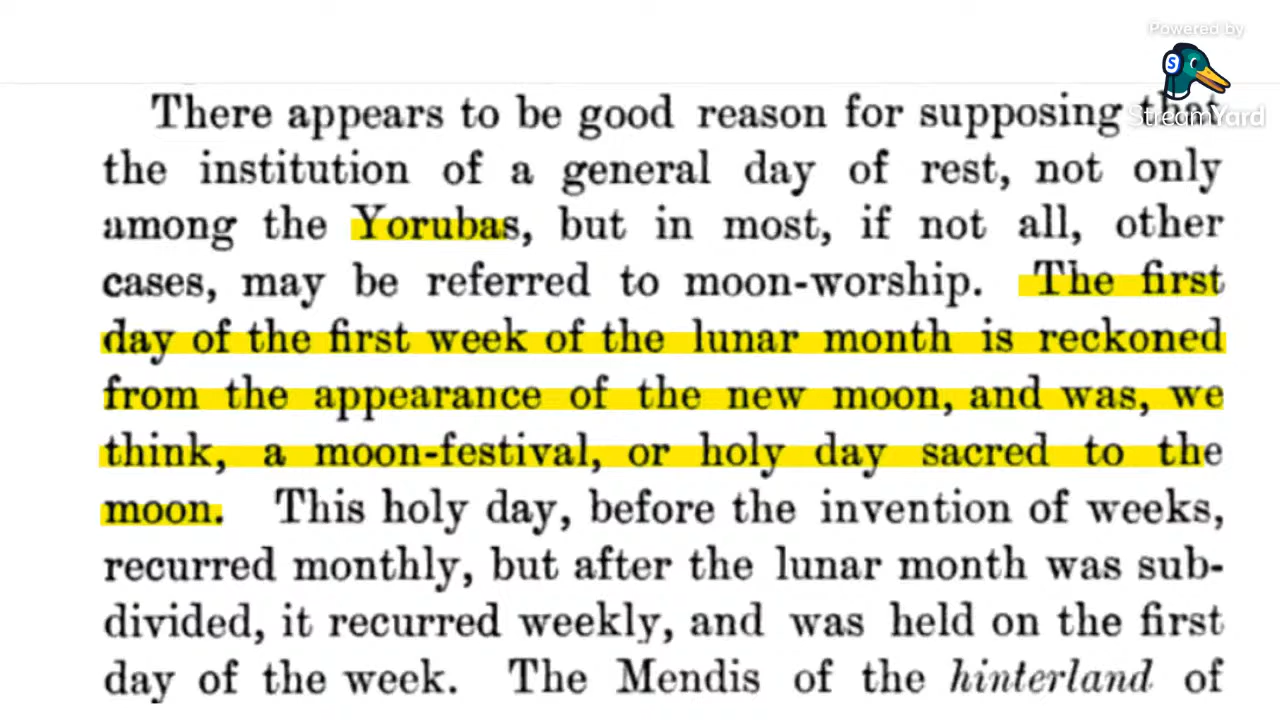 Powered by
StreamYard
There appears to be good reason for supposing that
the institution of a general day of rest, not only
among the Yorubas, but in most, if not all, other
cases, may be referred to moon-worship. The first
day of the first week of the lunar month is reckoned
from the appearance of the new moon, and was, we
think, a moon-festival, or holy day sacred to the
moon. This holy day, before the invention of weeks,
recurred monthly, but after the lunar month was sub-
divided, it recurred weekly, and was held on the first
day of the week. The Mendis of the hinterland of